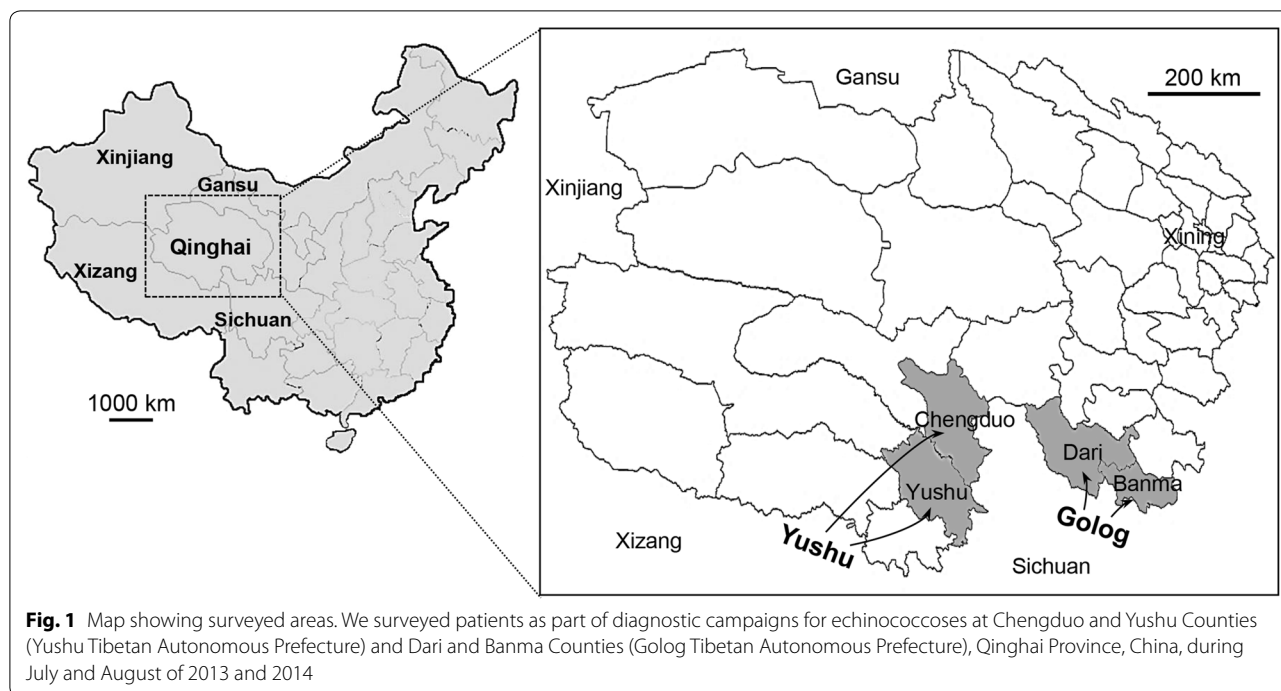 Xinjiang
Gansu
Qinghai
Xizang
Sichuan
1000 km
Gansu
200 km
Xinjiang
Xining
Chengduo
Dari
Yushu
Banma
Yushu
Golog
Xizang
Sichuan
Fig. 1 Map showing surveyed areas. We surveyed patients as part of diagnostic campaigns for echinococcoses at Chengduo and Yushu Counties
(Yushu Tibetan Autonomous Prefecture) and Dari and Banma Counties (Golog Tibetan Autonomous Prefecture), Qinghai Province, China, during
July and August of 2013 and 2014